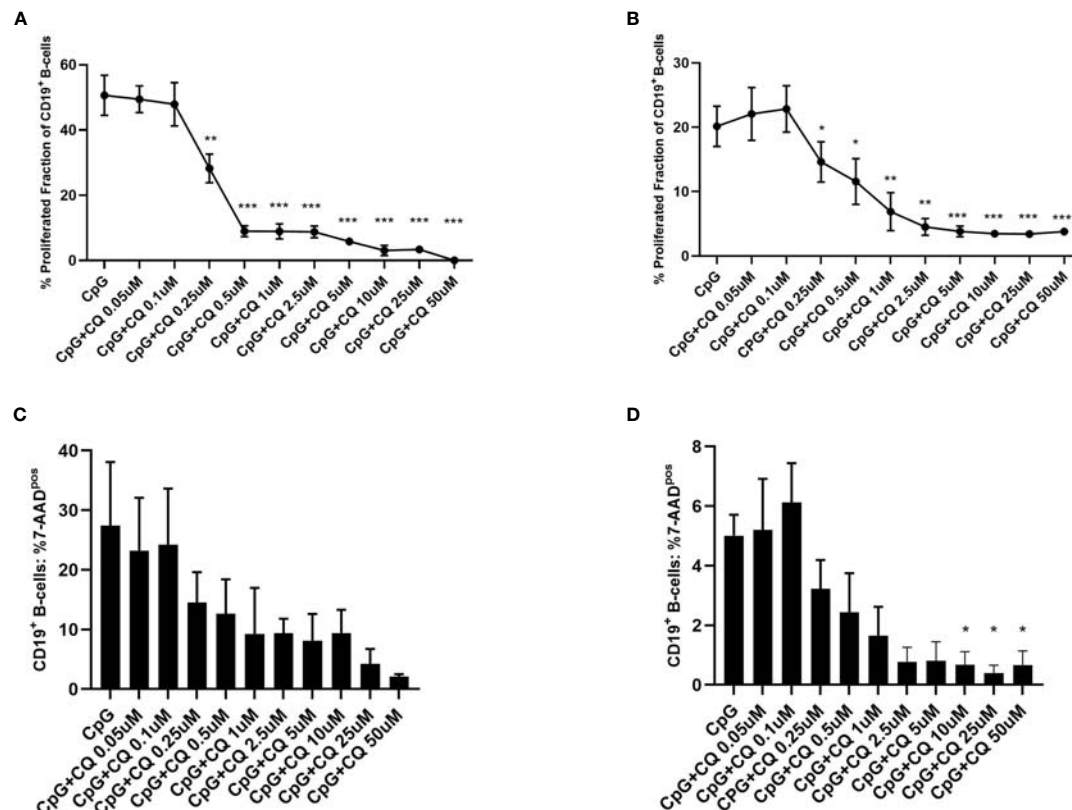 A
% Proliferated Fraction of CD19+ B-cells
60
40
20
0
**
***
***
***
***
***
***
***
CpG
CpG+CQ 0.05uM
CpG+CQ 0.1uM
CpG+CQ 0.25uM
CpG+CQ 0.5uM
CpG+CQ 1uM
CpG+CQ 2.5uM
CpG+CQ 5uM
CpG+CQ 10uM
CpG+CQ 25uM
CpG+CQ 50uM
B
% Proliferated Fraction of CD19+ B-cells
30
20
10
0
*
*
**
**
***
***
***
***
CpG
CpG+CQ 0.05uM
CpG+CQ 0.1uM
CPG+CQ 0.25uM
CpG+CQ 0.5uM
CpG+CQ 1uM
CpG+CQ 2.5uM
CpG+CQ 5uM
CpG+CQ 10uM
CpG+CQ 25uM
CpG+CQ 50uM
C
CD19+ B-cells: %7-AADpos
40
30
20
10
0
CpG
CpG+CQ 0.05uM
CpG+CQ 0.1uM
CpG+CQ 0.25uM
CpG+CQ 0.5uM
CpG+CQ 1uM
CpG+CQ 2.5uM
CpG+CQ 5uM
CpG+CQ 10uM
CpG+CQ 25uM
CpG+CQ 50uM
D
CD19+ B-cells: %7-AADpos
8
6
4
2
0
*
*
*
CpG
CpG+CQ 0.05uM
CpG+CQ 0.1uM
CPG+CQ 0.25uM
CpG+CQ 0.5uM
CpG+CQ 1uM
CpG+CQ 2.5uM
CpG+CQ 5uM
CpG+CQ 10uM
CpG+CQ 25uM
CpG+CQ 50uM